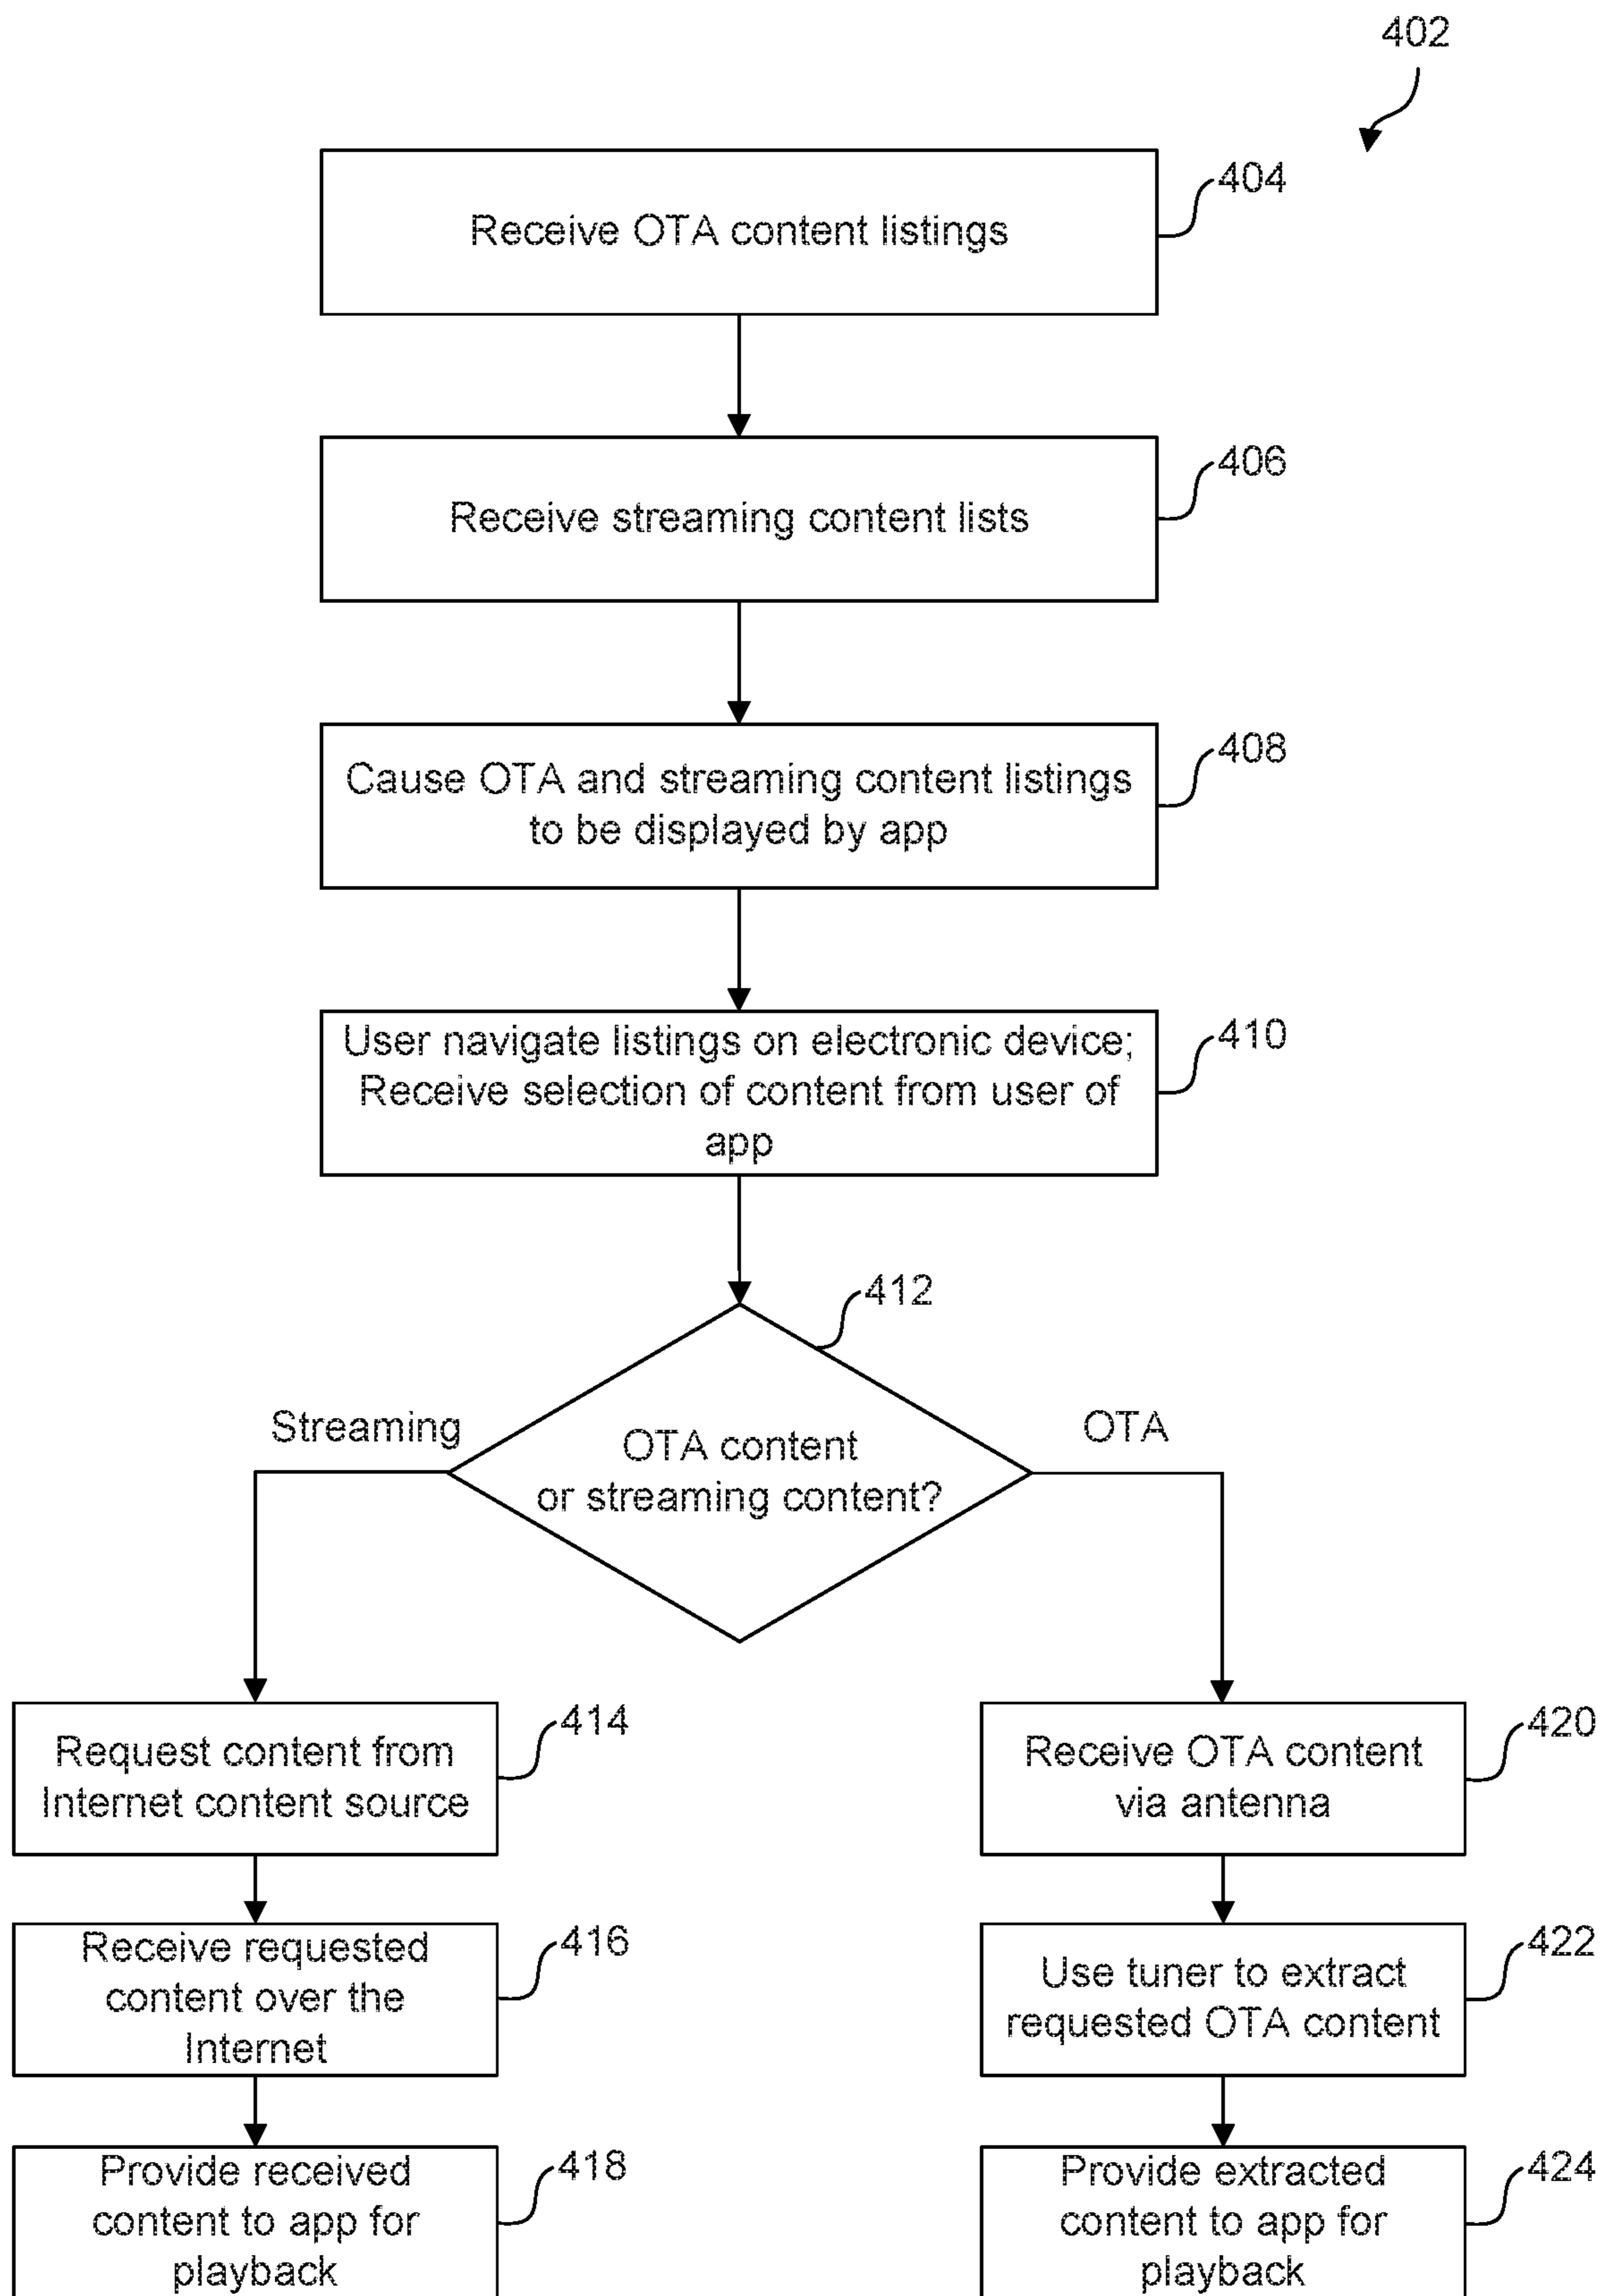 402
404
Receive OTA content listings
406
Receive streaming content lists
408
Cause OTA and streaming content listings
to be displayed by app
410
User navigate listings on electronic device;
Receive selection of content from user of
app
412
Streaming
OTA content
or streaming content?
OTA
414
Request content from
Internet content source
416
Receive requested
content over the
Internet
418
Provide received
content to app for
playback
420
Receive OTA content
via antenna
422
Use tuner to extract
requested OTA content
424
Provide extracted
content to app for
playback